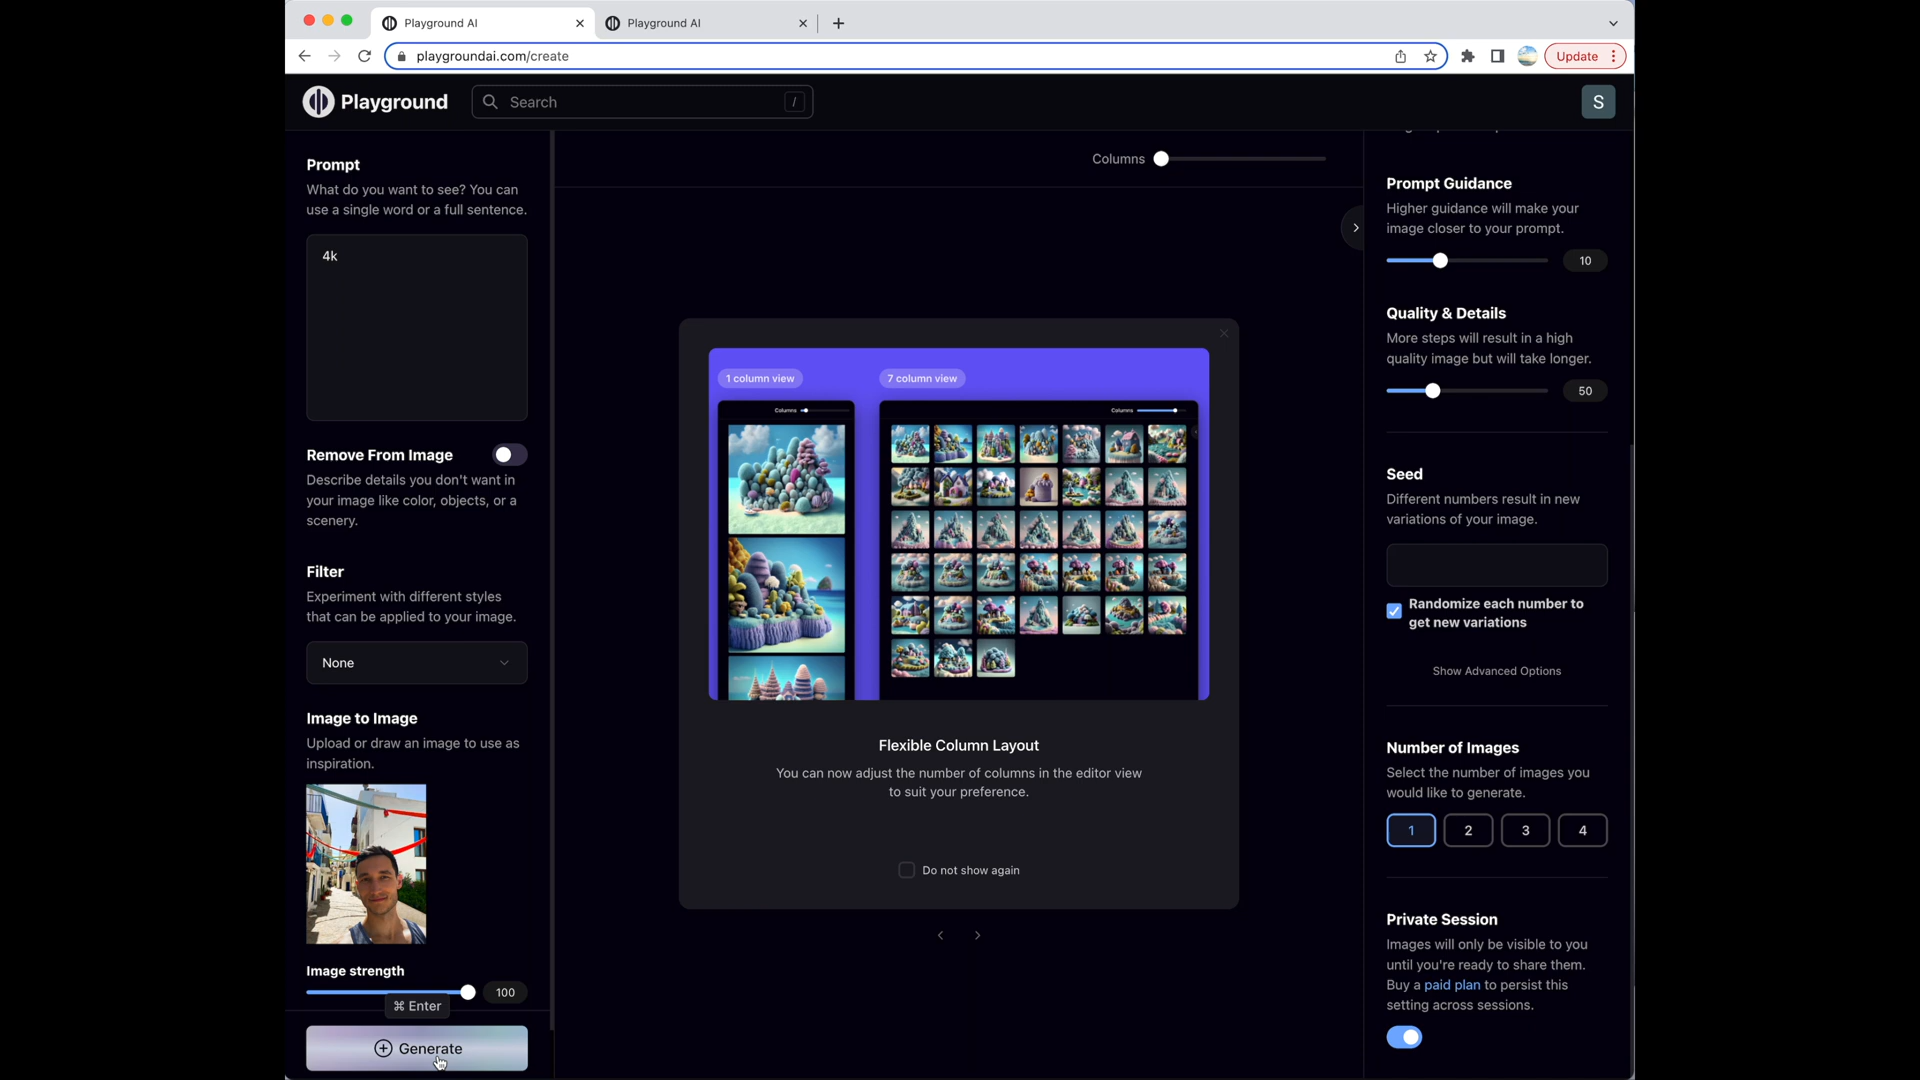 Playground AI
Playground AI
playgroundai.com/create
Update
Playground
Search
/
S
Prompt
What do you want to see? You can
use a single word or a full sentence.
4k
Remove From Image
Describe details you don't want in
your image like color, objects, or a
scenery.
Filter
Experiment with different styles
that can be applied to your image.
None
Image to Image
Upload or draw an image to use as
inspiration.
Image strength
100
⌘ Enter
Generate
Columns
1 column view
7 column view
Columns
Columns
Flexible Column Layout
You can now adjust the number of columns in the editor view
to suit your preference.
Do not show again
Prompt Guidance
Higher guidance will make your
image closer to your prompt.
10
Quality & Details
More steps will result in a high
quality image but will take longer.
50
Seed
Different numbers result in new
variations of your image.
Randomize each number to
get new variations
Show Advanced Options
Number of Images
Select the number of images you
would like to generate.
1
2
3
4
Private Session
Images will only be visible to you
until you're ready to share them.
Buy a paid plan to persist this
setting across sessions.